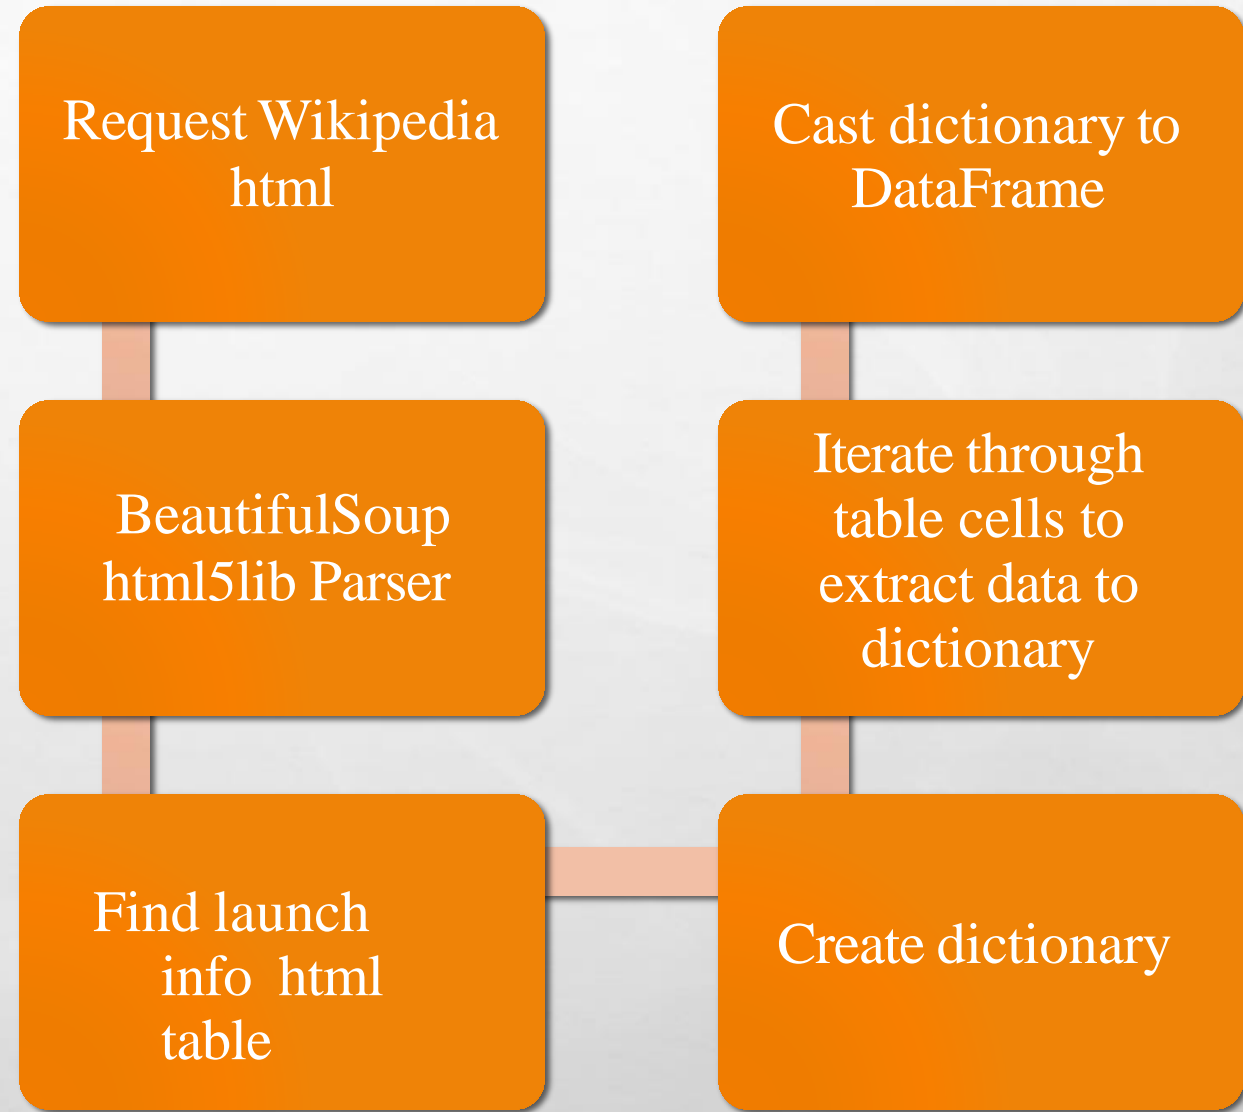 Request Wikipedia
html
BeautifulSoup
html5lib Parser
Find launch
info html
table
Create dictionary
Iterate through
table cells to
extract data to
dictionary
Cast dictionary to
DataFrame